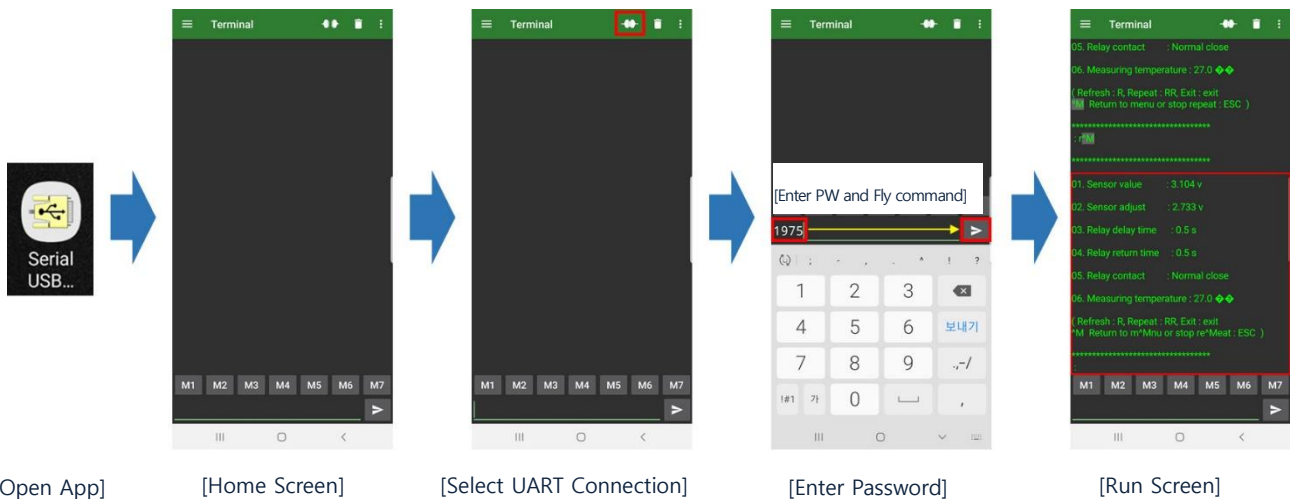 Serial
USB...
Open App]
Terminal
M1 M2 M3 M4 M5 M6 M7
[Home Screen]
Terminal
M1 M2 M3 M4 M5 M6 M7
[Select UART Connection]
Terminal
[Enter PW and Fly command]
1975
; - , . ^ ! ?
1 2 3
4 5 6 보내기
7 8 9 .,-/
!#1 가 0 ,
[Enter Password]
Terminal
05. Relay contact : Normal close
06. Measuring temperature : 27.0 ��
( Refresh : R, Repeat : RR, Exit : exit
^M Return to menu or stop repeat : ESC )
***********************************
: r^M
***********************************
01. Sensor value : 3.104 v
02. Sensor adjust : 2.733 v
03. Relay delay time : 0.5 s
04. Relay return time : 0.5 s
05. Relay contact : Normal close
06. Measuring temperature : 27.0 ��
( Refresh : R, Repeat : RR, Exit : exit
^M Return to m^Mnu or stop re^Meat : ESC )
***********************************
:
M1 M2 M3 M4 M5 M6 M7
[Run Screen]